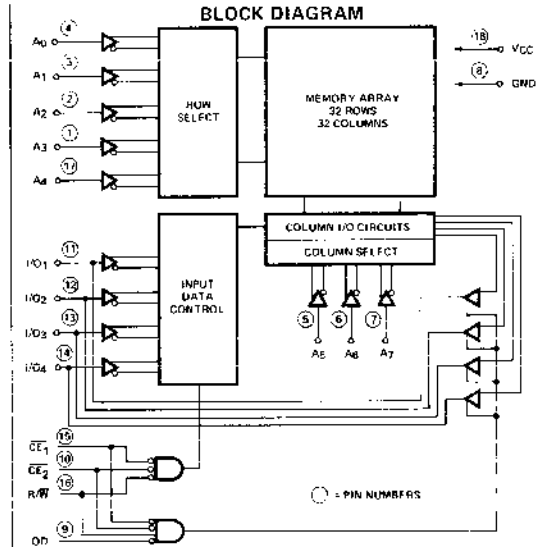 BLOCK DIAGRAM
A0 4
A1 3
A2 2
A3 1
A4 17
ROW
SELECT
MEMORY ARRAY
32 ROWS
32 COLUMNS
18 VCC
8 GND
COLUMN I/O CIRCUITS
COLUMN SELECT
I/O1 11
I/O2 12
I/O3 13
I/O4 14
INPUT
DATA
CONTROL
5 6 7
A5 A6 A7
CE1 15
CE2 10
R/W 16
OD 9
= PIN NUMBERS